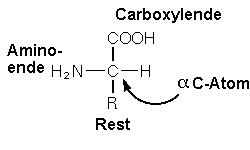 Carboxylende
COOH
Amino-
ende
H₂N—C—H
αC-Atom
R
Rest